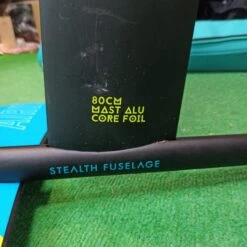 80CM
MAST ALU
CORE FOIL
STEALTH FUSELAGE